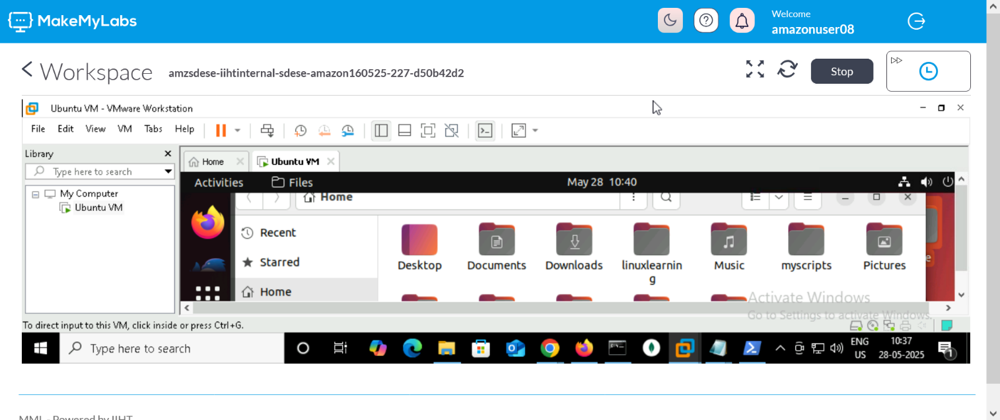 MakeMyLabs
Welcome
amazonuser08
Workspace
amzsdese-iihtinternal-sdese-amazon160525-227-d50b42d2
Stop
Ubuntu VM - VMware Workstation
File Edit View VM Tabs Help
Library
Type here to search
My Computer
Ubuntu VM
Home
Ubuntu VM
Activities
Files
May 28 10:40
Home
Recent
Starred
Home
Desktop
Documents
Downloads
linuxlearnin
g
Music
myscripts
Pictures
e
Activate Windows
Go to Settings to activate Windows.
To direct input to this VM, click inside or press Ctrl+G.
Type here to search
ENG
US
10:37
28-05-2025
1
MML - Powered by IIHT